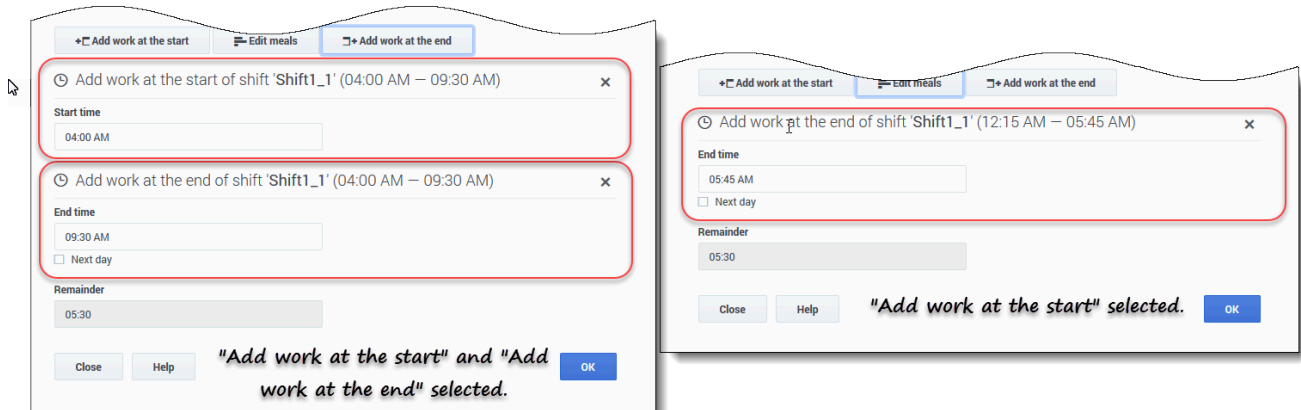 Add work at the start
Edit meals
Add work at the end
Add work at the start of shift 'Shift1_1' (04:00 AM — 09:30 AM)
Start time
04:00 AM
Add work at the end of shift 'Shift1_1' (04:00 AM — 09:30 AM)
End time
09:30 AM
Next day
Remainder
05:30
Close
Help
"Add work at the start" and "Add
work at the end" selected.
OK
Add work at the start
Edit meals
Add work at the end
Add work at the end of shift 'Shift1_1' (12:15 AM — 05:45 AM)
End time
05:45 AM
Next day
Remainder
05:30
Close
Help
"Add work at the start" selected.
OK